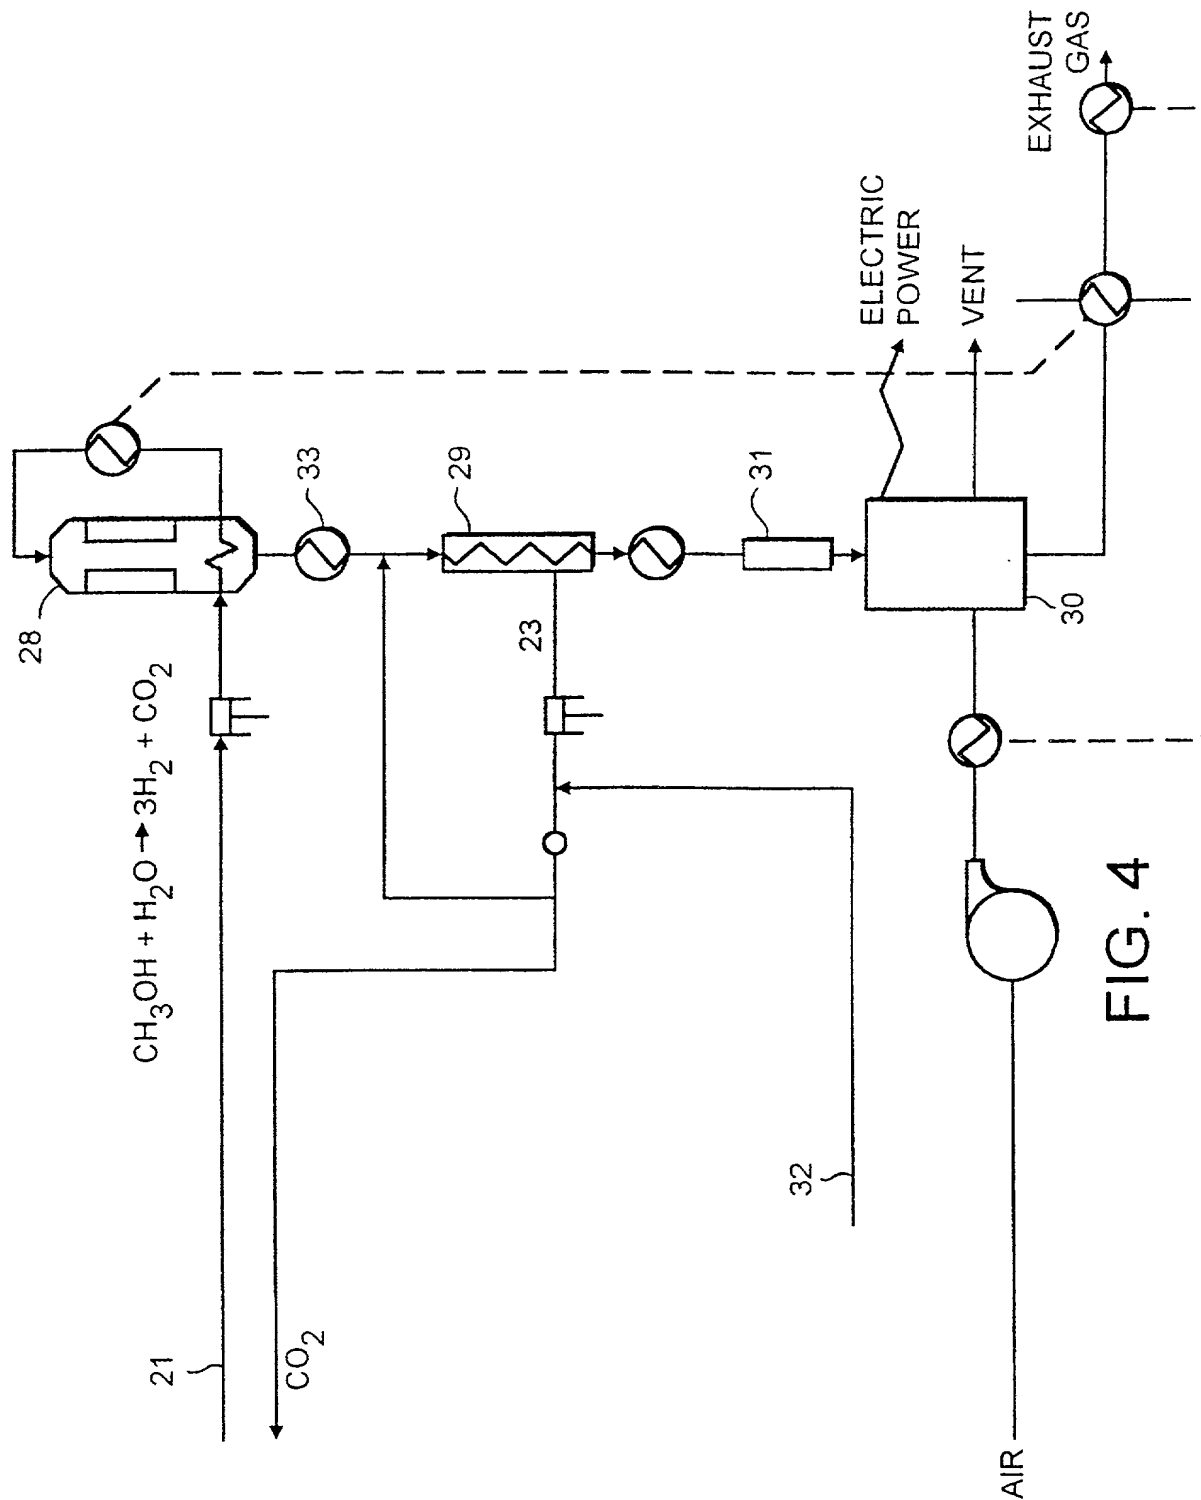 CH3OH + H2O → 3H2 + CO2
28
33
29
31
23
30
21
CO2
32
ELECTRIC
POWER
VENT
EXHAUST
GAS
AIR
FIG. 4